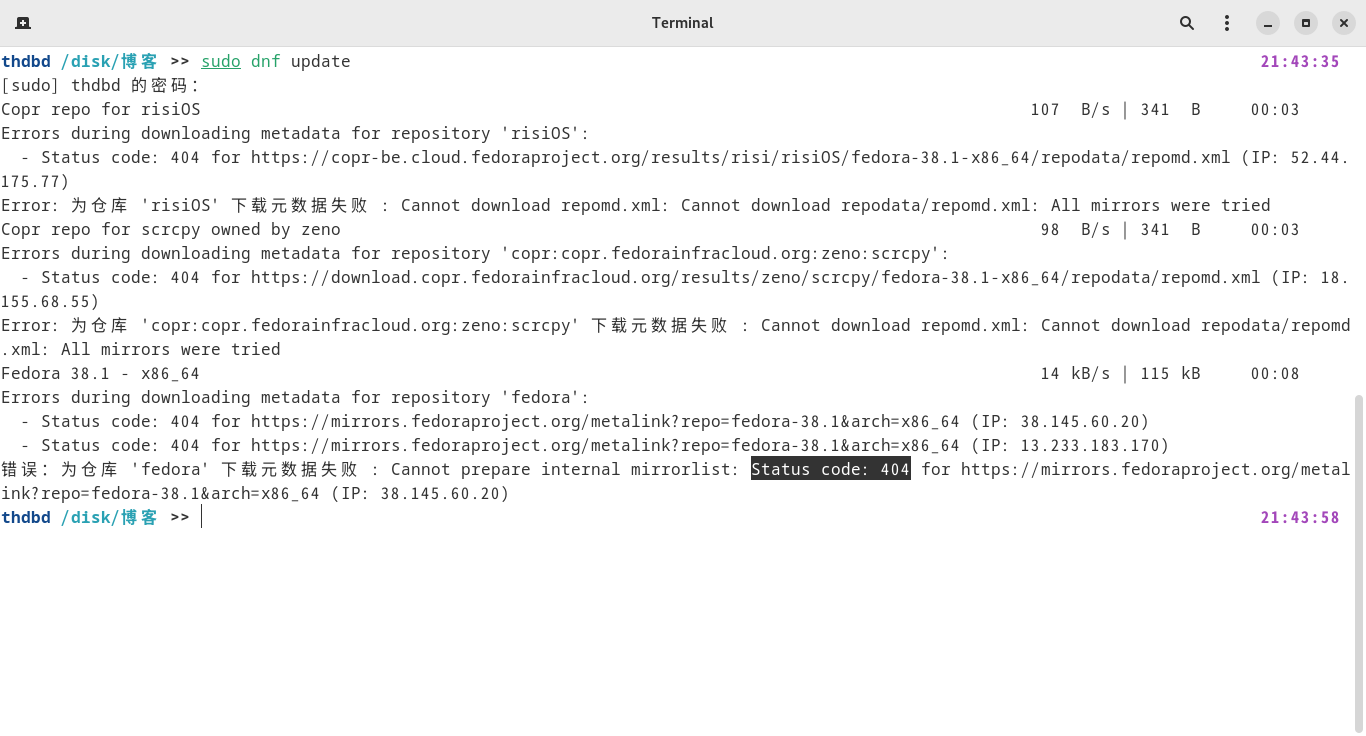 Terminal
thdbd /disk/博客 >> sudo dnf update 21:43:35
[sudo] thdbd 的密码：
Copr repo for risiOS 107 B/s | 341 B 00:03
Errors during downloading metadata for repository 'risiOS':
- Status code: 404 for https://copr-be.cloud.fedoraproject.org/results/risi/risiOS/fedora-38.1-x86_64/repodata/repomd.xml (IP: 52.44.
175.77)
Error: 为仓库 'risiOS' 下载元数据失败 : Cannot download repomd.xml: Cannot download repodata/repomd.xml: All mirrors were tried
Copr repo for scrcpy owned by zeno 98 B/s | 341 B 00:03
Errors during downloading metadata for repository 'copr:copr.fedorainfracloud.org:zeno:scrcpy':
- Status code: 404 for https://download.copr.fedorainfracloud.org/results/zeno/scrcpy/fedora-38.1-x86_64/repodata/repomd.xml (IP: 18.
155.68.55)
Error: 为仓库 'copr:copr.fedorainfracloud.org:zeno:scrcpy' 下载元数据失败 : Cannot download repomd.xml: Cannot download repodata/repomd
.xml: All mirrors were tried
Fedora 38.1 - x86_64 14 kB/s | 115 kB 00:08
Errors during downloading metadata for repository 'fedora':
- Status code: 404 for https://mirrors.fedoraproject.org/metalink?repo=fedora-38.1&arch=x86_64 (IP: 38.145.60.20)
- Status code: 404 for https://mirrors.fedoraproject.org/metalink?repo=fedora-38.1&arch=x86_64 (IP: 13.233.183.170)
错误：为仓库 'fedora' 下载元数据失败 : Cannot prepare internal mirrorlist: Status code: 404 for https://mirrors.fedoraproject.org/metal
ink?repo=fedora-38.1&arch=x86_64 (IP: 38.145.60.20)
thdbd /disk/博客 >> 21:43:58